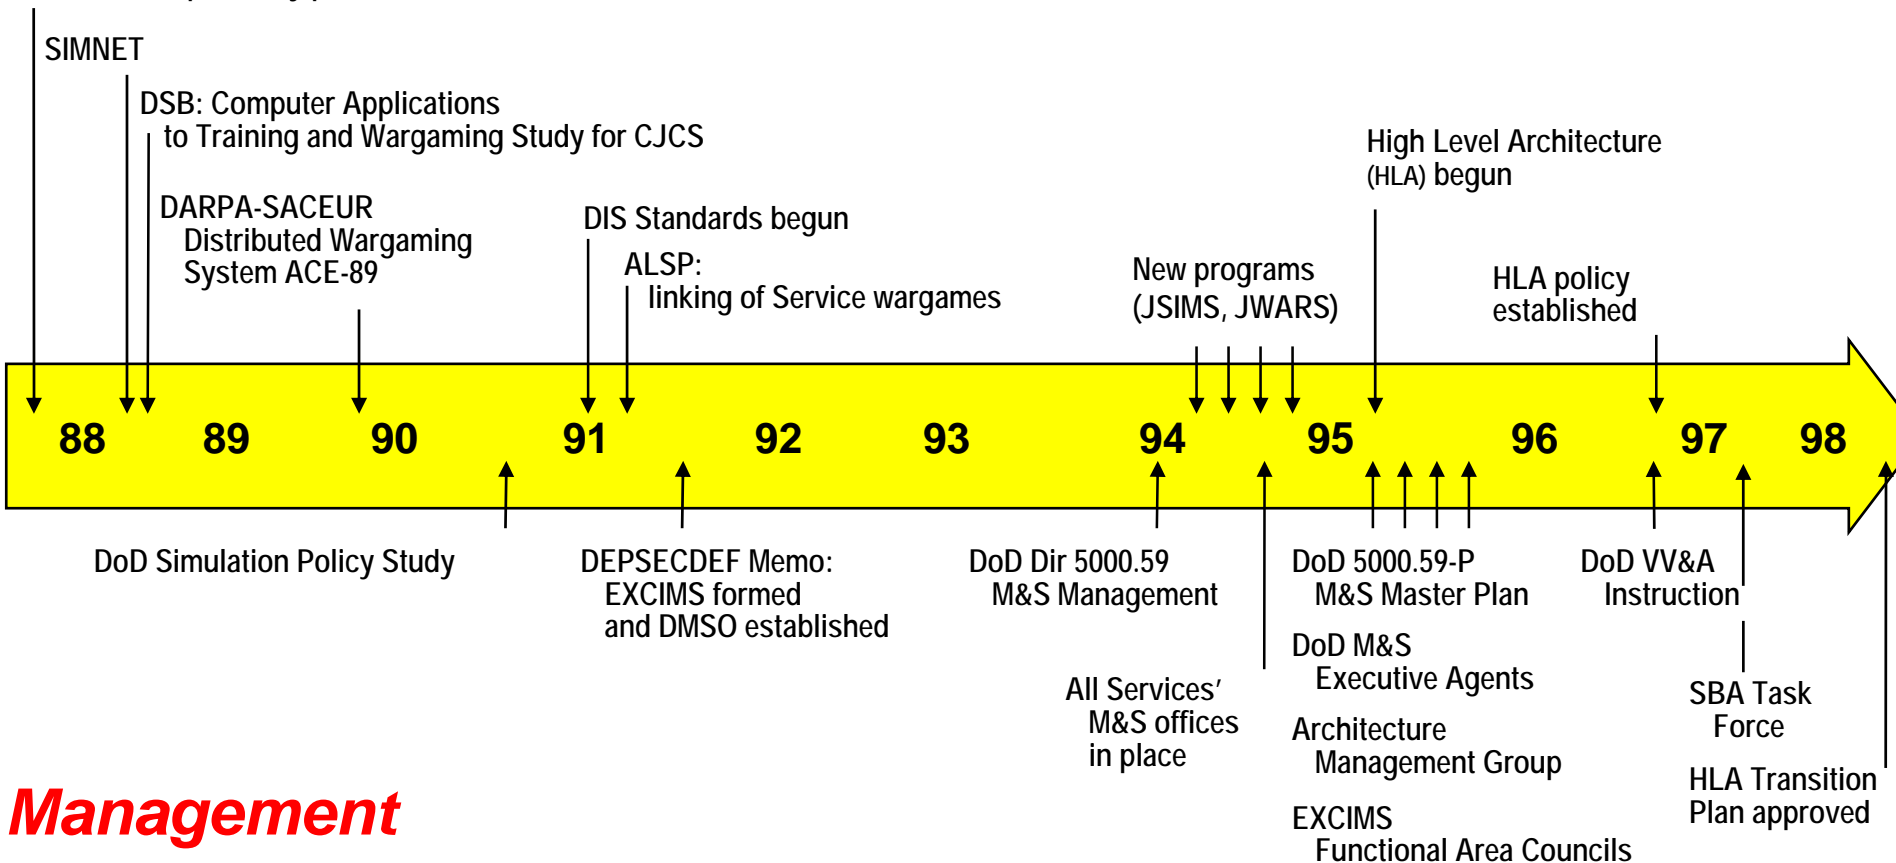 SIMNET
DSB: Computer Applications
to Training and Wargaming Study for CJCS
DARPA-SACEUR
Distributed Wargaming
System ACE-89
DIS Standards begun
ALSP:
linking of Service wargames
New programs
(JSIMS, JWARS)
High Level Architecture
(HLA) begun
HLA policy
established
88 89 90 91 92 93 94 95 96 97 98
DoD Simulation Policy Study
DEPSECDEF Memo:
EXCIMS formed
and DMSO established
DoD Dir 5000.59
M&S Management
All Services’
M&S offices
in place
DoD 5000.59-P
M&S Master Plan
DoD M&S
Executive Agents
Architecture
Management Group
EXCIMS
Functional Area Councils
DoD VV&A
Instruction
SBA Task
Force
HLA Transition
Plan approved
Management